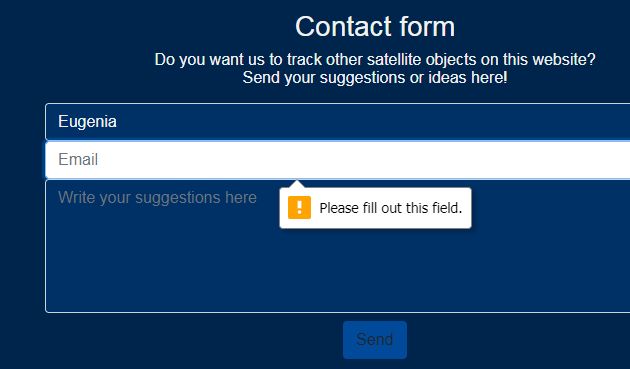 Contact form
Do you want us to track other satellite objects on this website?
Send your suggestions or ideas here!
Eugenia
Email
Write your suggestions here
Please fill out this field.
Send